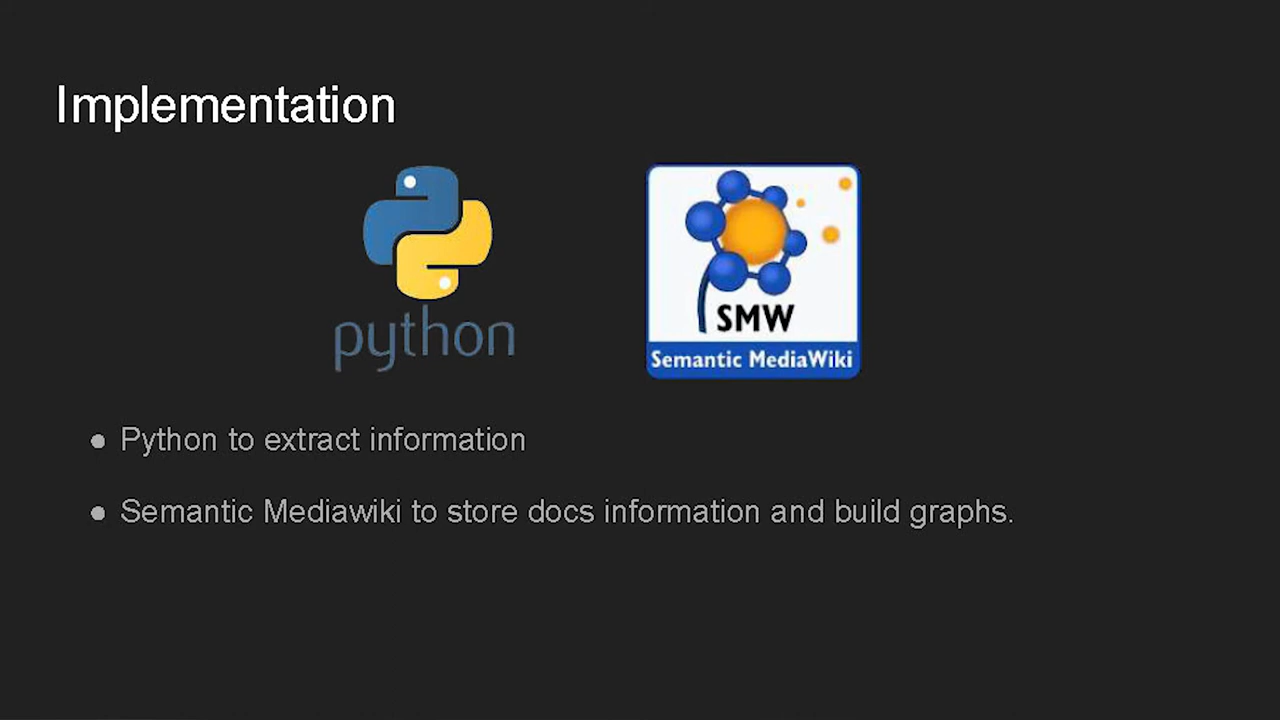 Implementation
python
SMW
Semantic MediaWiki
● Python to extract information
● Semantic Mediawiki to store docs information and build graphs.